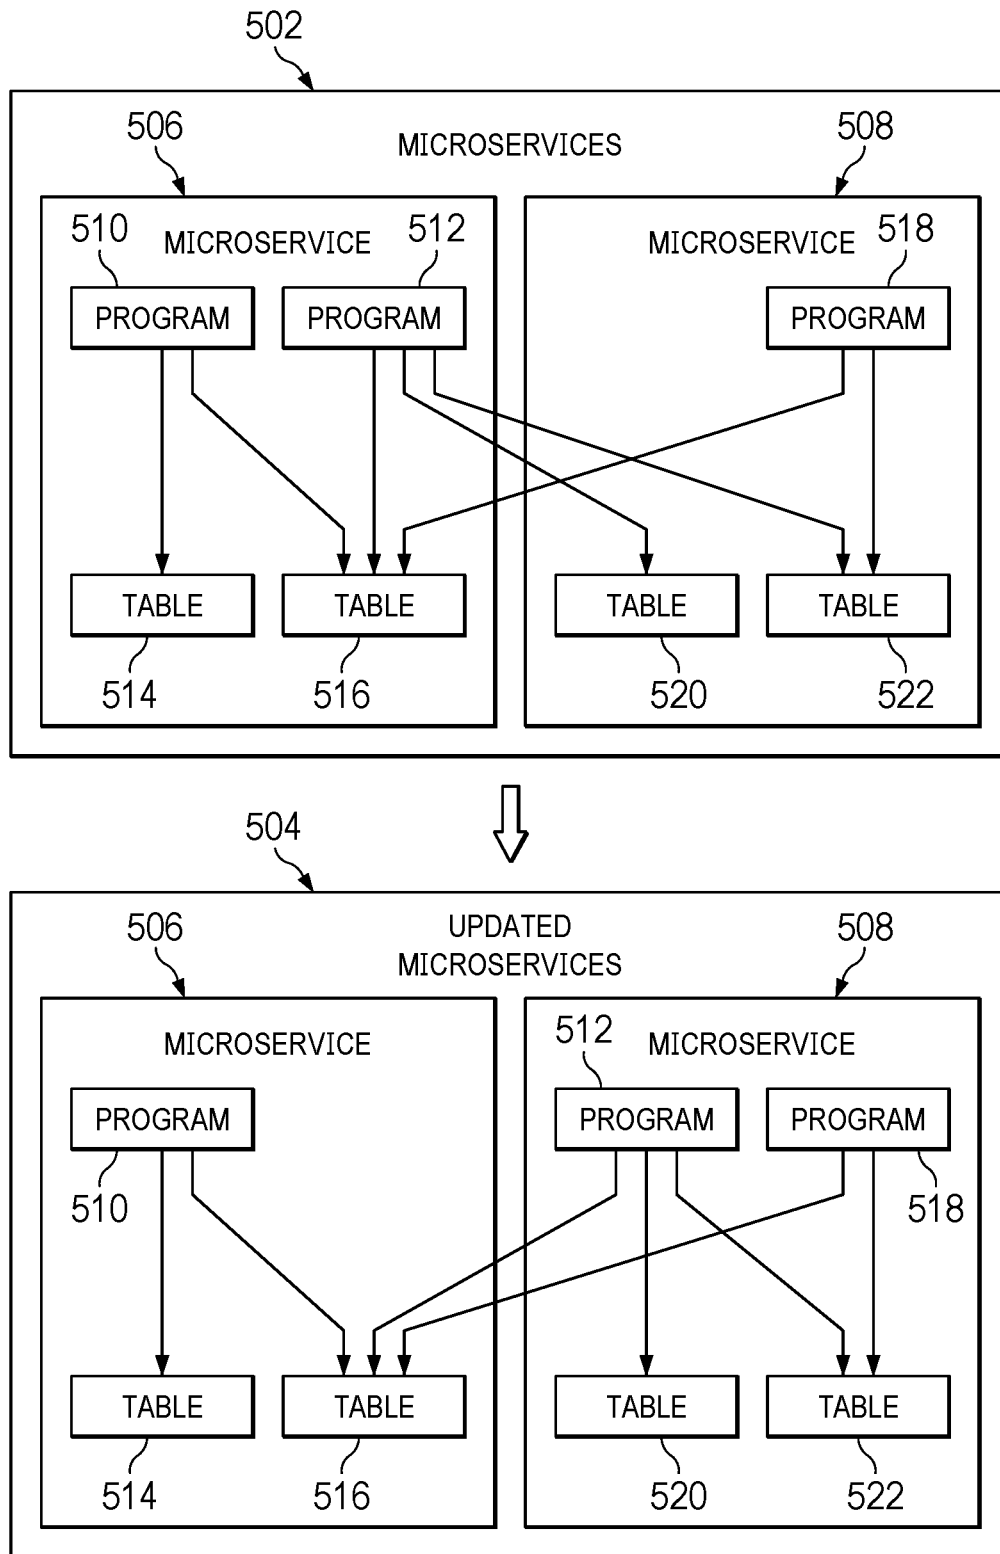 502
506
MICROSERVICES
508
510
MICROSERVICE
512
MICROSERVICE
518
PROGRAM
PROGRAM
PROGRAM
TABLE
TABLE
TABLE
TABLE
514
516
520
522
504
506
UPDATED
MICROSERVICES
508
MICROSERVICE
512
MICROSERVICE
PROGRAM
PROGRAM
PROGRAM
510
518
TABLE
TABLE
TABLE
TABLE
514
516
520
522